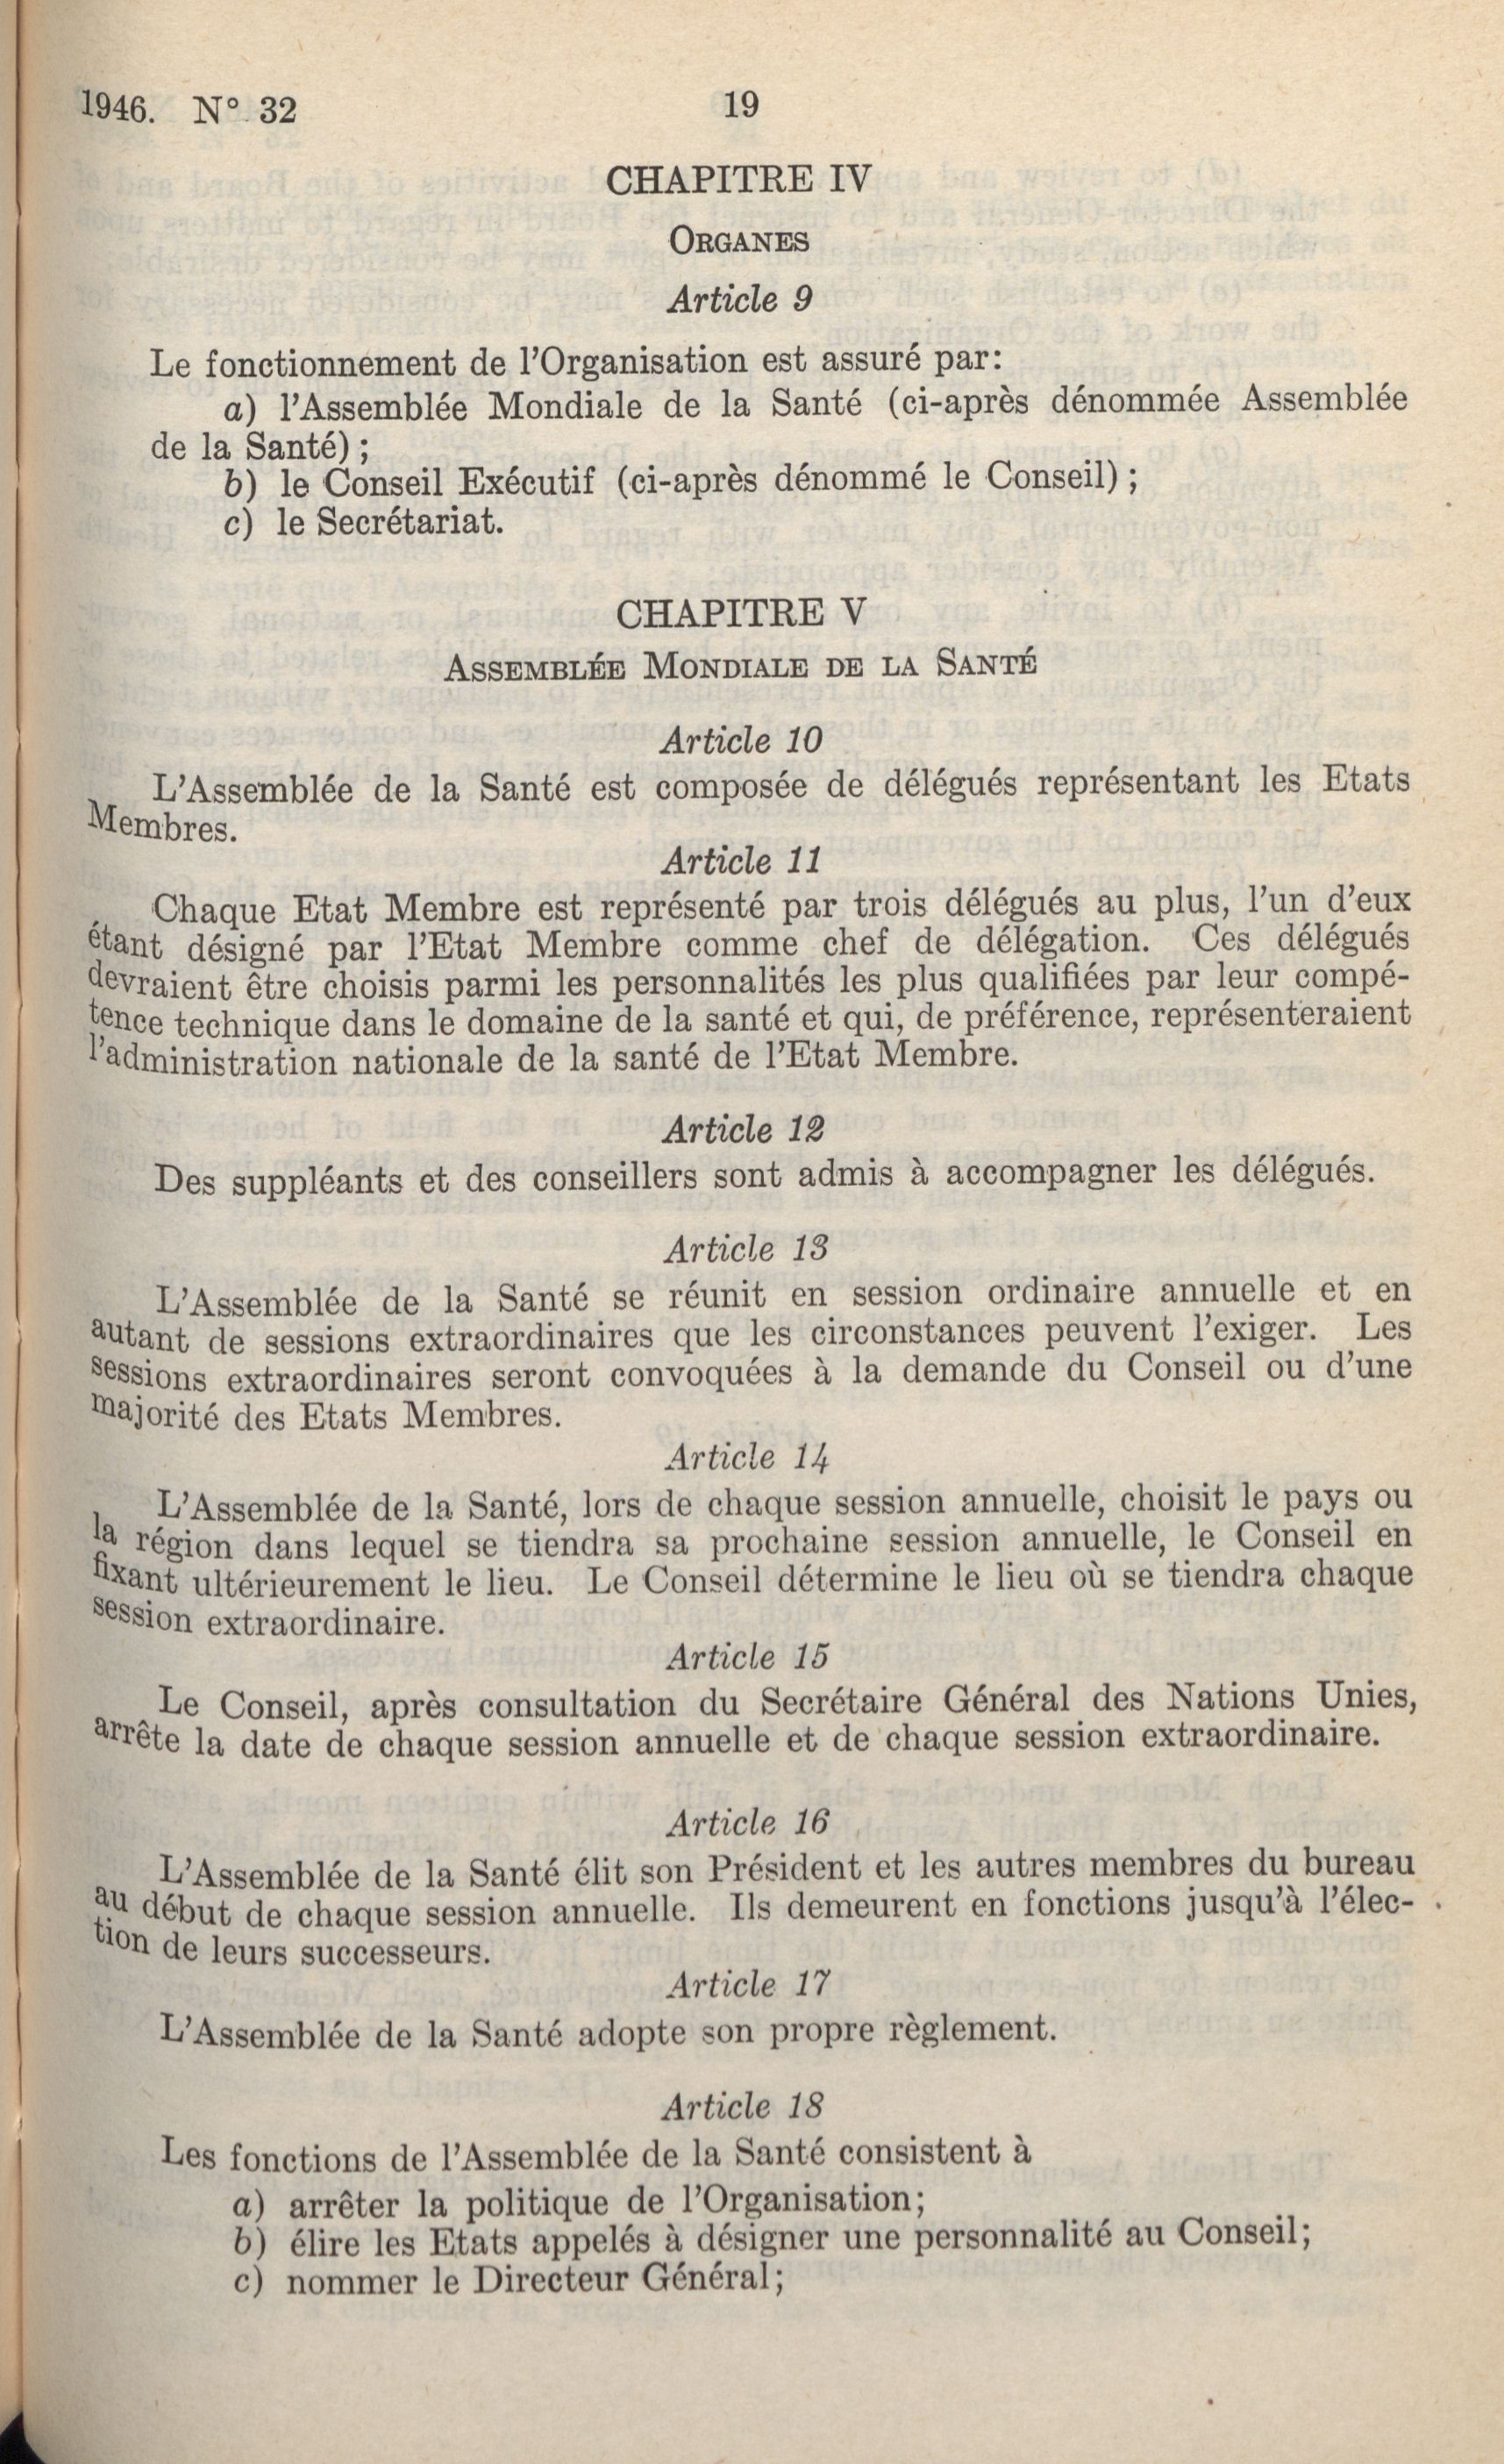 1946. N° 32
19
CHAPITRE IV
ORGANES
Article 9
Le fonctionnement de l'Organisation est assuré par:
a) l'Assemblée Mondiale de la Santé (ci-après dénommée Assemblée
de la Santé) ;
b) le Conseil Exécutif (ci-après dénommé le Conseil) ;
c) le Secrétariat.
CHAPITRE V
ASSEMBLÉE MONDIALE DE LA SANTÉ
Article 10
L'Assemblée de la Santé est composée de délégués représentant les Etats
Membres.
Article 11
Chaque Etat Membre est représenté par trois délégués au plus, l'un d'eux
étant désigné par l'Etat Membre comme chef de délégation. Ces délégués
devraient être choisis parmi les personnalités les plus qualifiées par leur compé-
tence technique dans le domaine de la santé et qui, de préférence, représenteraient
l'administration nationale de la santé de l'Etat Membre.
Article 12
Des suppléants et des conseillers sont admis à accompagner les délégués.
Article 13
L'Assemblée de la Santé se réunit en session ordinaire annuelle et en
autant de sessions extraordinaires que les circonstances peuvent l'exiger. Les
sessions extraordinaires seront convoquées à la demande du Conseil ou d'une
majorité des Etats Membres.
Article 14
L'Assemblée de la Santé, lors de chaque session annuelle, choisit le pays ou
la région dans lequel se tiendra sa prochaine session annuelle, le Conseil en
fixant ultérieurement le lieu. Le Conseil détermine le lieu où se tiendra chaque
session extraordinaire.
Article 15
Le Conseil, après consultation du Secrétaire Général des Nations Unies,
arrête la date de chaque session annuelle et de chaque session extraordinaire.
Article 16
L'Assemblée de la Santé élit son Président et les autres membres du bureau
au début de chaque session annuelle. Ils demeurent en fonctions jusqu'à l'élec-
tion de leurs successeurs.
Article 17
L'Assemblée de la Santé adopte son propre règlement.
Article 18
Les fonctions de l'Assemblée de la Santé consistent à
a) arrêter la politique de l'Organisation;
b) élire les Etats appelés à désigner une personnalité au Conseil;
c) nommer le Directeur Général;